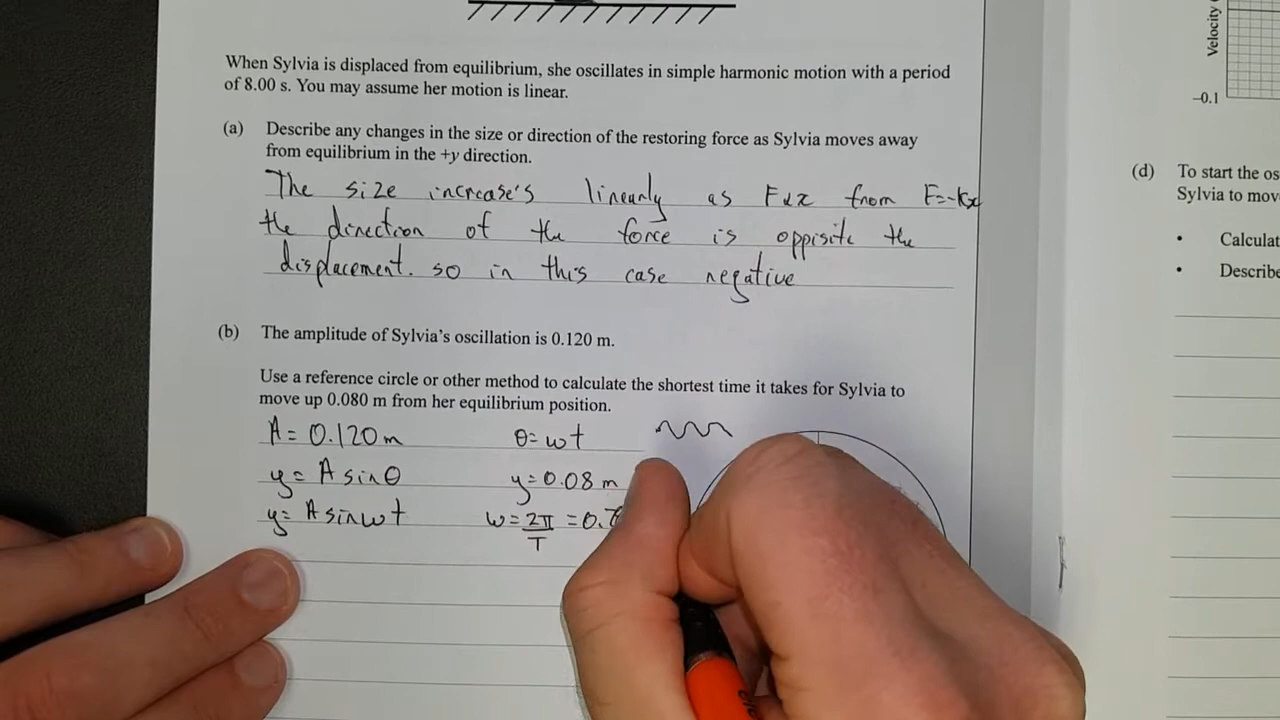 When Sylvia is displaced from equilibrium, she oscillates in simple harmonic motion with a period
of 8.00 s. You may assume her motion is linear.
(a) Describe any changes in the size or direction of the restoring force as Sylvia moves away
from equilibrium in the +y direction.
The size increase's linearly as F∝x from F=-kx
the direction of the force is oppisite the
displacement. so in this case negative
(b) The amplitude of Sylvia's oscillation is 0.120 m.
Use a reference circle or other method to calculate the shortest time it takes for Sylvia to
move up 0.080 m from her equilibrium position.
A = 0.120m θ=ωt
y= A sinθ y=0.08 m
y= A sinωt ω=2π/T =0.7
Velocity
-0.1
(d) To start the os
Sylvia to mov
• Calculat
• Describe